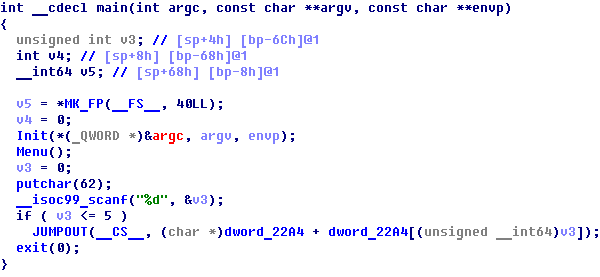 int __cdecl main(int argc, const char **argv, const char **envp)
{
unsigned int v3; // [sp+4h] [bp-6Ch]@1
int v4; // [sp+8h] [bp-68h]@1
__int64 v5; // [sp+68h] [bp-8h]@1
v5 = *MK_FP(__FS__, 40LL);
v4 = 0;
Init(*(_QWORD *)&argc, argv, envp);
Menu();
v3 = 0;
putchar(62);
__isoc99_scanf("%d", &v3);
if ( v3 <= 5 )
JUMPOUT(__CS__, (char *)dword_22A4 + dword_22A4[(unsigned __int64)v3]);
exit(0);
}